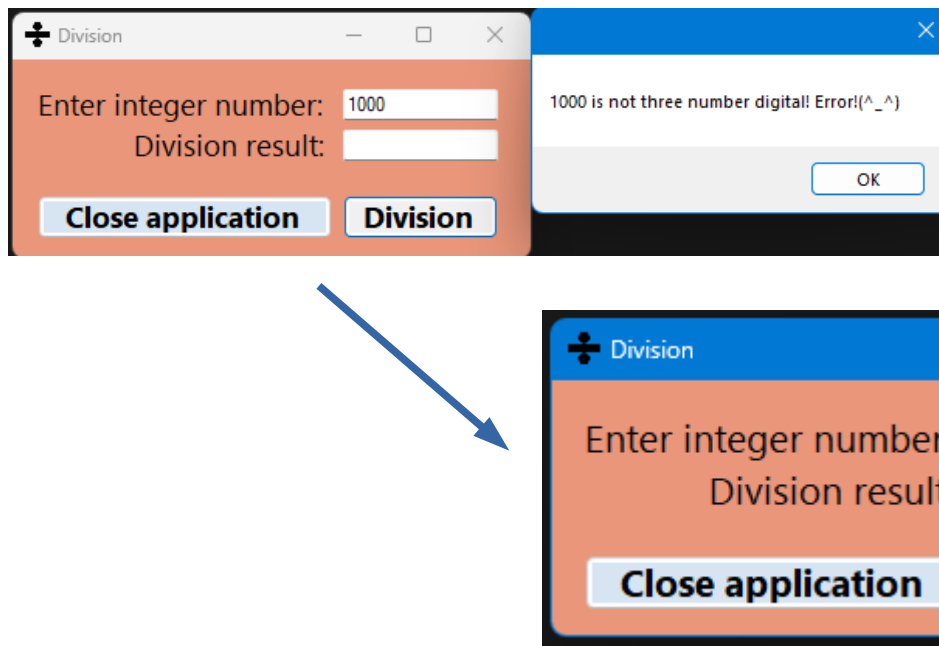 Division
Enter integer number: 1000
Division result:
Close application Division
1000 is not three number digital! Error!(^_^)
OK
Division
Enter integer number
Division result
Close application